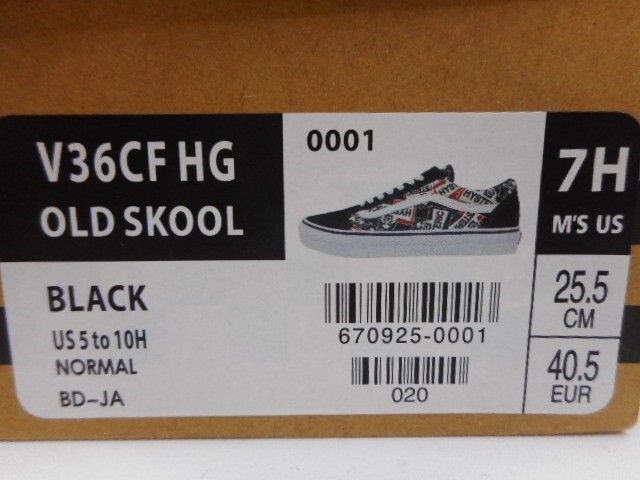 V36CF HG
OLD SKOOL
0001
7H
M'S US
BLACK
US 5 to 10H
NORMAL
BD-JA
670925-0001
020
25.5
CM
40.5
EUR